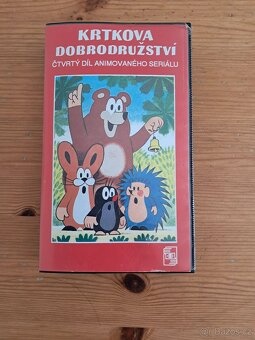 KRTKOVA
DOBRODRUŽSTVÍ
ČTVRTÝ DÍL ANIMOVANÉHO SERIÁLU